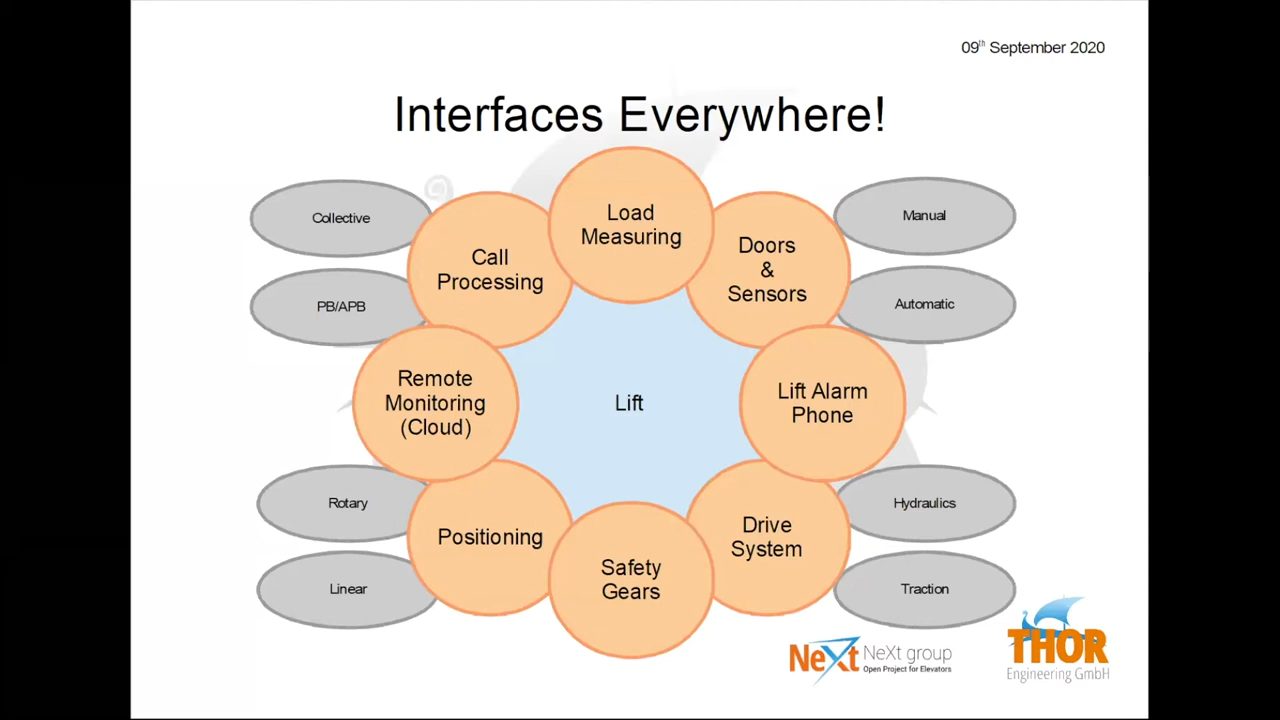 09th September 2020
Interfaces Everywhere!
Collective
PB/APB
Call
Processing
Load
Measuring
Doors
&
Sensors
Manual
Automatic
Remote
Monitoring
(Cloud)
Lift
Lift Alarm
Phone
Rotary
Linear
Positioning
Safety
Gears
Drive
System
Hydraulics
Traction
NeXt NeXt group
Open Project for Elevators
THOR
Engineering GmbH